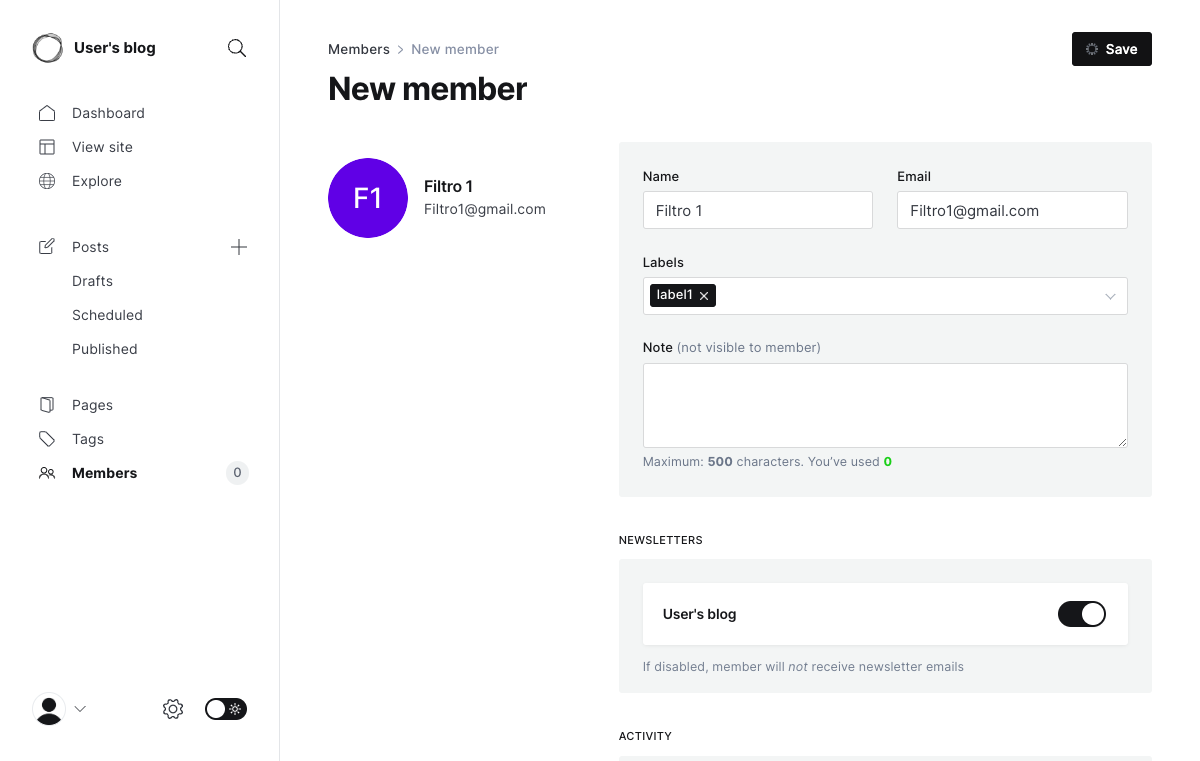 User's blog
Dashboard
View site
Explore
Posts
Drafts
Scheduled
Published
Pages
Tags
Members
0
Members
New member
Save
New member
F1
Filtro 1
Filtro1@gmail.com
Name
Email
Filtro 1
Filtro1@gmail.com
Labels
label1
Note (not visible to member)
Maximum: 500 characters. You’ve used 0
NEWSLETTERS
User's blog
If disabled, member will not receive newsletter emails
ACTIVITY